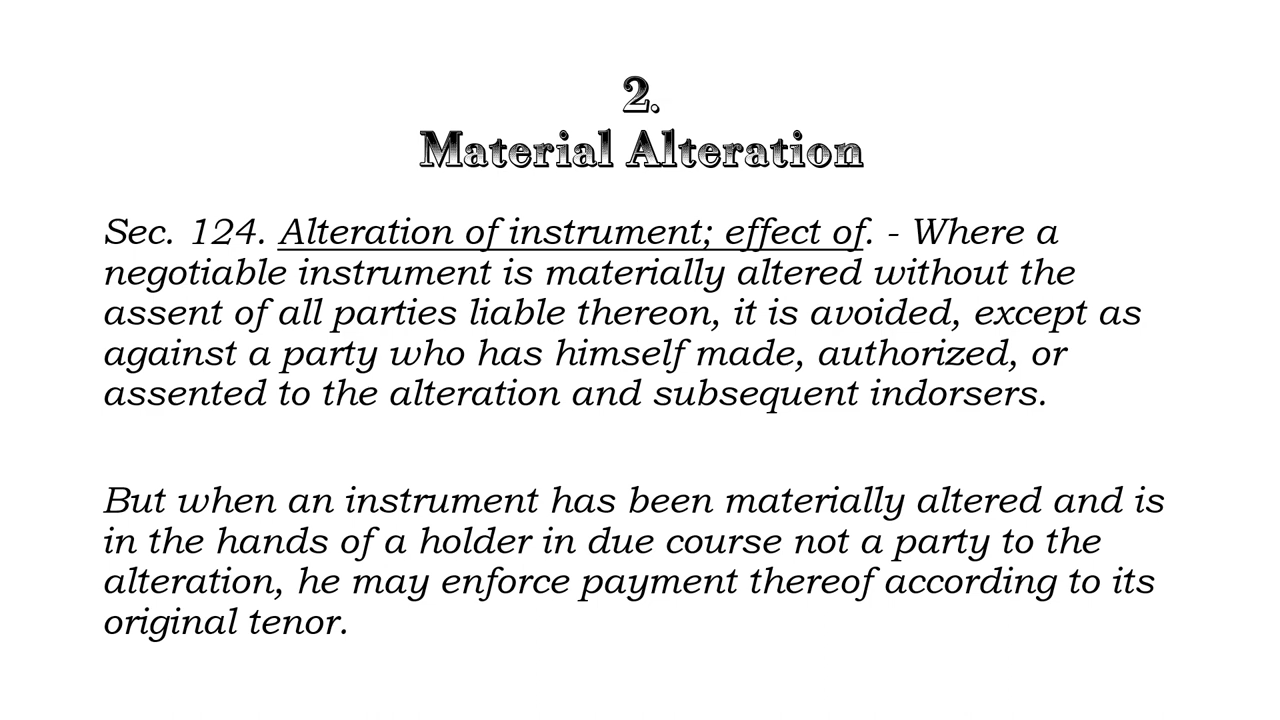 2.
Material Alteration
Sec. 124. Alteration of instrument; effect of. - Where a
negotiable instrument is materially altered without the
assent of all parties liable thereon, it is avoided, except as
against a party who has himself made, authorized, or
assented to the alteration and subsequent indorsers.
But when an instrument has been materially altered and is
in the hands of a holder in due course not a party to the
alteration, he may enforce payment thereof according to its
original tenor.